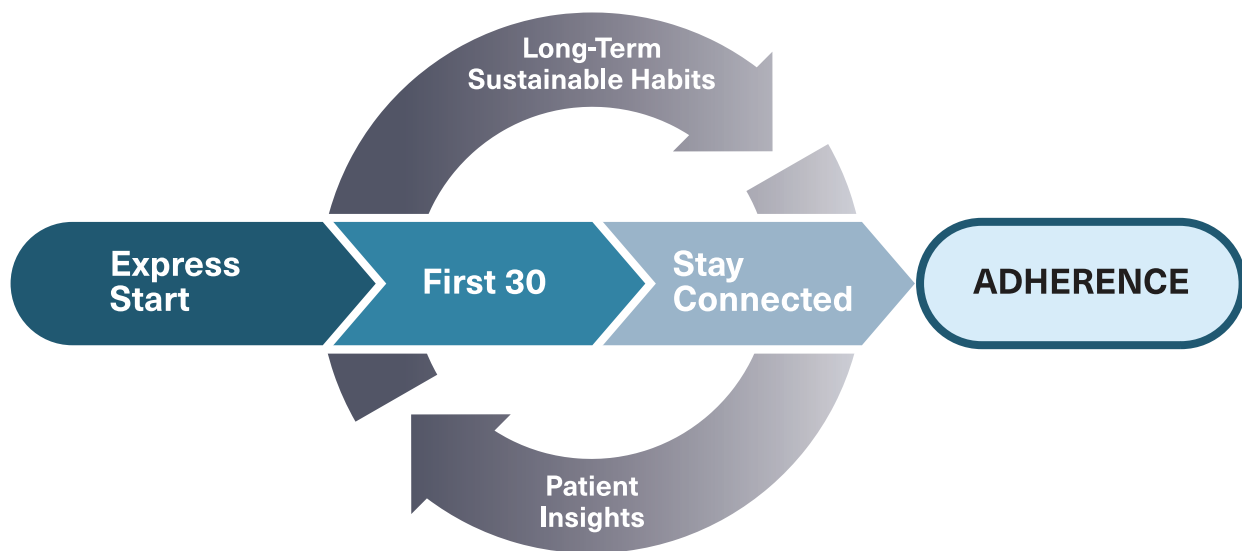 Long-Term
Sustainable Habits
Express
Start
First 30
Stay
Connected
ADHERENCE
Patient
Insights